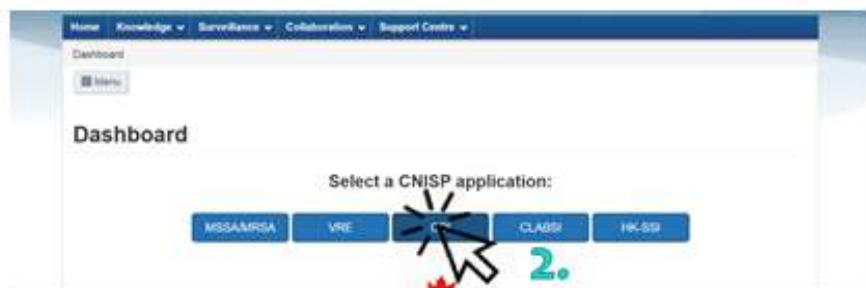 Home Knowledge Surveillance Collaboration Support Centre
Dashboard
Menu
Dashboard
Select a CNISP application:
MSSA/MRSA VRE CLABSI HK-SSI
2.